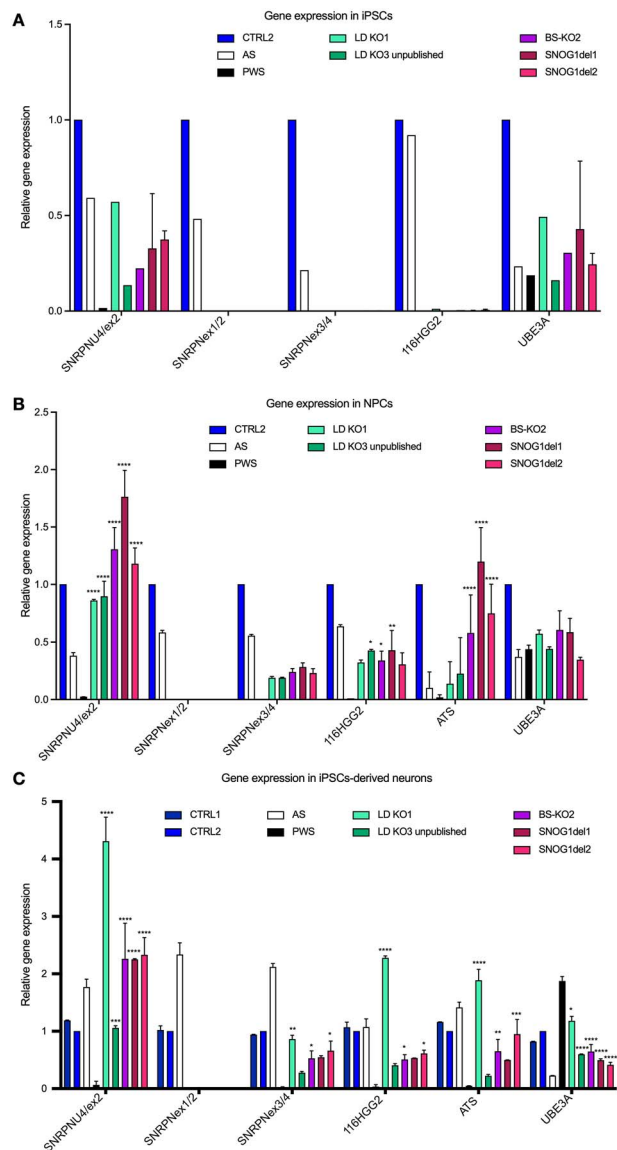 A
Gene expression in iPSCs
CTRL2
AS
PWS
LD KO1
LD KO3 unpublished
BS-KO2
SNOG1del1
SNOG1del2
Relative gene expression
1.5
1.0
0.5
0.0
SNRPNU4/ex2
SNRPNex1/2
SNRPNex3/4
116HGG2
UBE3A
B
Gene expression in NPCs
CTRL2
AS
PWS
LD KO1
LD KO3 unpublished
BS-KO2
SNOG1del1
SNOG1del2
Relative gene expression
2.5
2.0
1.5
1.0
0.5
0.0
**** **** **** **** ****
* * **
**** **** ****
SNRPNU4/ex2
SNRPNex1/2
SNRPNex3/4
116HGG2
ATS
UBE3A
C
Gene expression in iPSCs-derived neurons
CTRL1
CTRL2
AS
PWS
LD KO1
LD KO3 unpublished
BS-KO2
SNOG1del1
SNOG1del2
Relative gene expression
5
4
3
2
1
0
**** *** **** **** ****
** * *
**** * *
**** ** ***
* **** **** **** ****
SNRPNU4/ex2
SNRPNex1/2
SNRPNex3/4
116HGG2
ATS
UBE3A